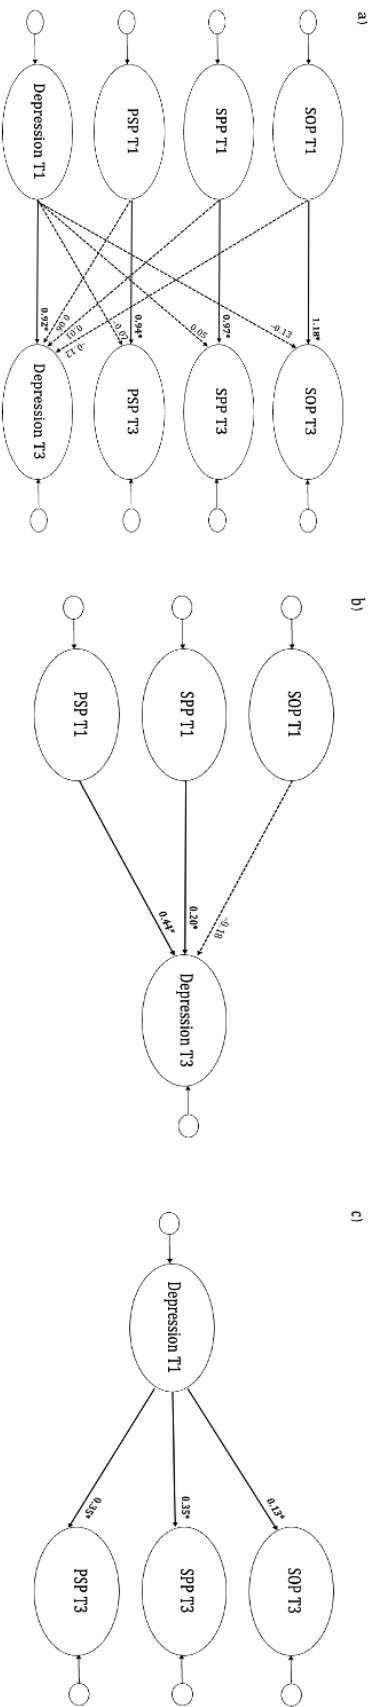 a)
SOP T1
1.18*
SOP T3
-0.13
SPP T1
0.97*
SPP T3
0.05
PSP T1
0.94*
PSP T3
-0.07
Depression T1
0.92*
0.06
0.01
-0.12
Depression T3
b)
SOP T1
-0.18
SPP T1
0.20*
Depression T3
PSP T1
0.44*
c)
Depression T1
0.13*
SOP T3
0.35*
SPP T3
0.35*
PSP T3